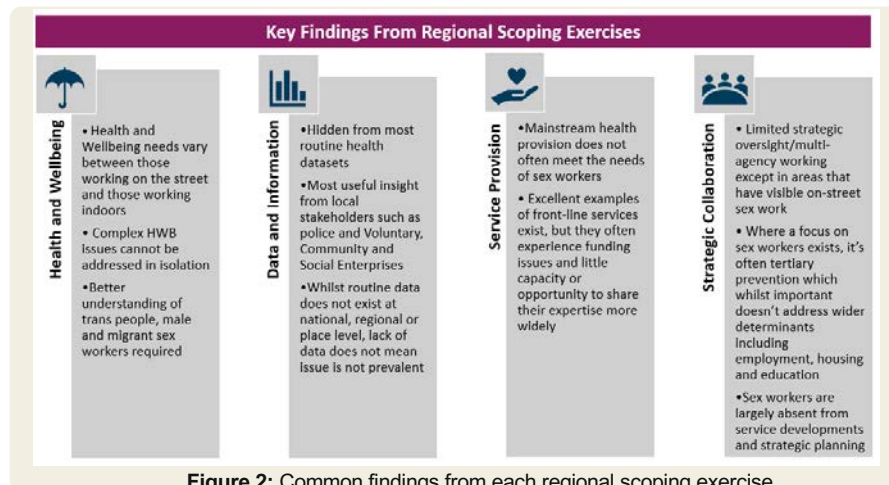 Key Findings From Regional Scoping Exercises
Health and Wellbeing
• Health and
Wellbeing needs vary
between those
working on the street
and those working
indoors
• Complex HWB
issues cannot be
addressed in isolation
•Better
understanding of
trans people, male
and migrant sex
workers required
Data and Information
•Hidden from most
routine health
datasets
•Most useful insight
from local
stakeholders such as
police and Voluntary,
Community and
Social Enterprises
•Whilst routine data
does not exist at
national, regional or
place level, lack of
data does not mean
issue is not prevalent
Service Provision
•Mainstream health
provision does not
often meet the needs
of sex workers
• Excellent examples
of front-line services
exist, but they often
experience funding
issues and little
capacity or
opportunity to share
their expertise more
widely
Strategic Collaboration
• Limited strategic
oversight/multi-
agency working
except in areas that
have visible on-street
sex work
• Where a focus on
sex workers exists, it's
often tertiary
prevention which
whilst important
doesn't address wider
determinants
including
employment, housing
and education
•Sex workers are
largely absent from
service developments
and strategic planning
Figure 2: Common findings from each regional scoping exercise